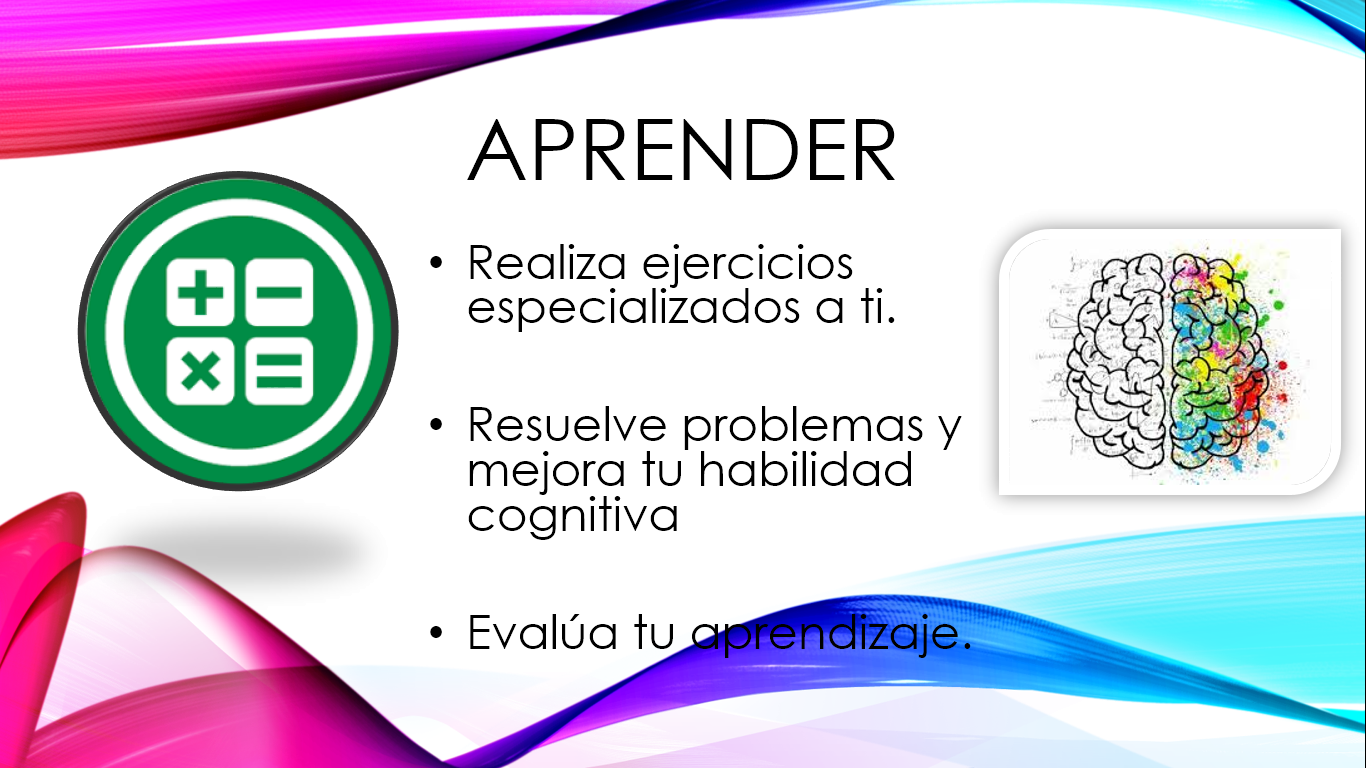 APRENDER
• Realiza ejercicios
especializados a ti.
• Resuelve problemas y
mejora tu habilidad
cognitiva
• Evalúa tu aprendizaje.